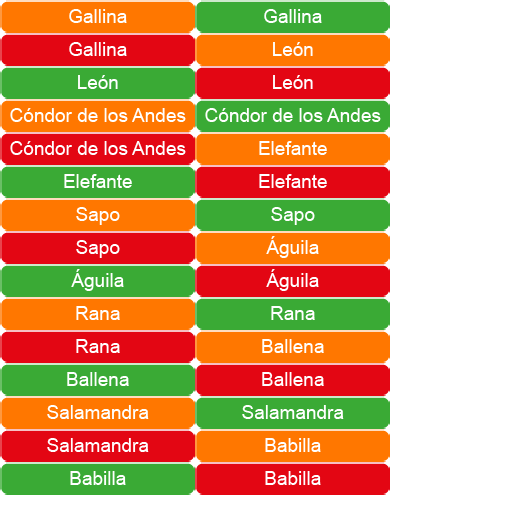 Gallina Gallina
Gallina León
León León
Cóndor de los Andes Cóndor de los Andes
Cóndor de los Andes Elefante
Elefante Elefante
Sapo Sapo
Sapo Águila
Águila Águila
Rana Rana
Rana Ballena
Ballena Ballena
Salamandra Salamandra
Salamandra Babilla
Babilla Babilla